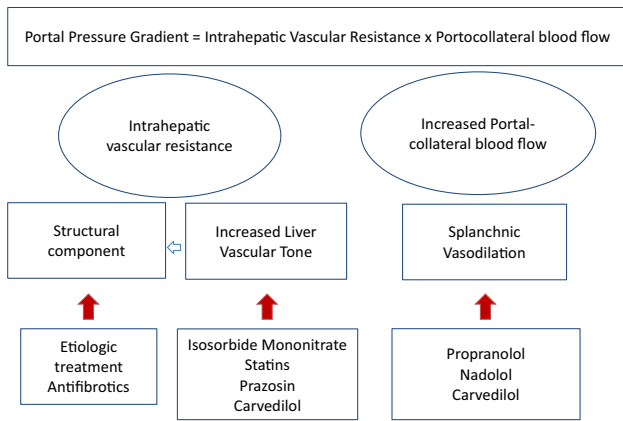 Portal Pressure Gradient = Intrahepatic Vascular Resistance x Portocollateral blood flow
Intrahepatic
vascular resistance
Increased Portal-
collateral blood flow
Structural
component
Increased Liver
Vascular Tone
Splanchnic
Vasodilation
Etiologic
treatment
Antifibrotics
Isosorbide Mononitrate
Statins
Prazosin
Carvedilol
Propranolol
Nadolol
Carvedilol